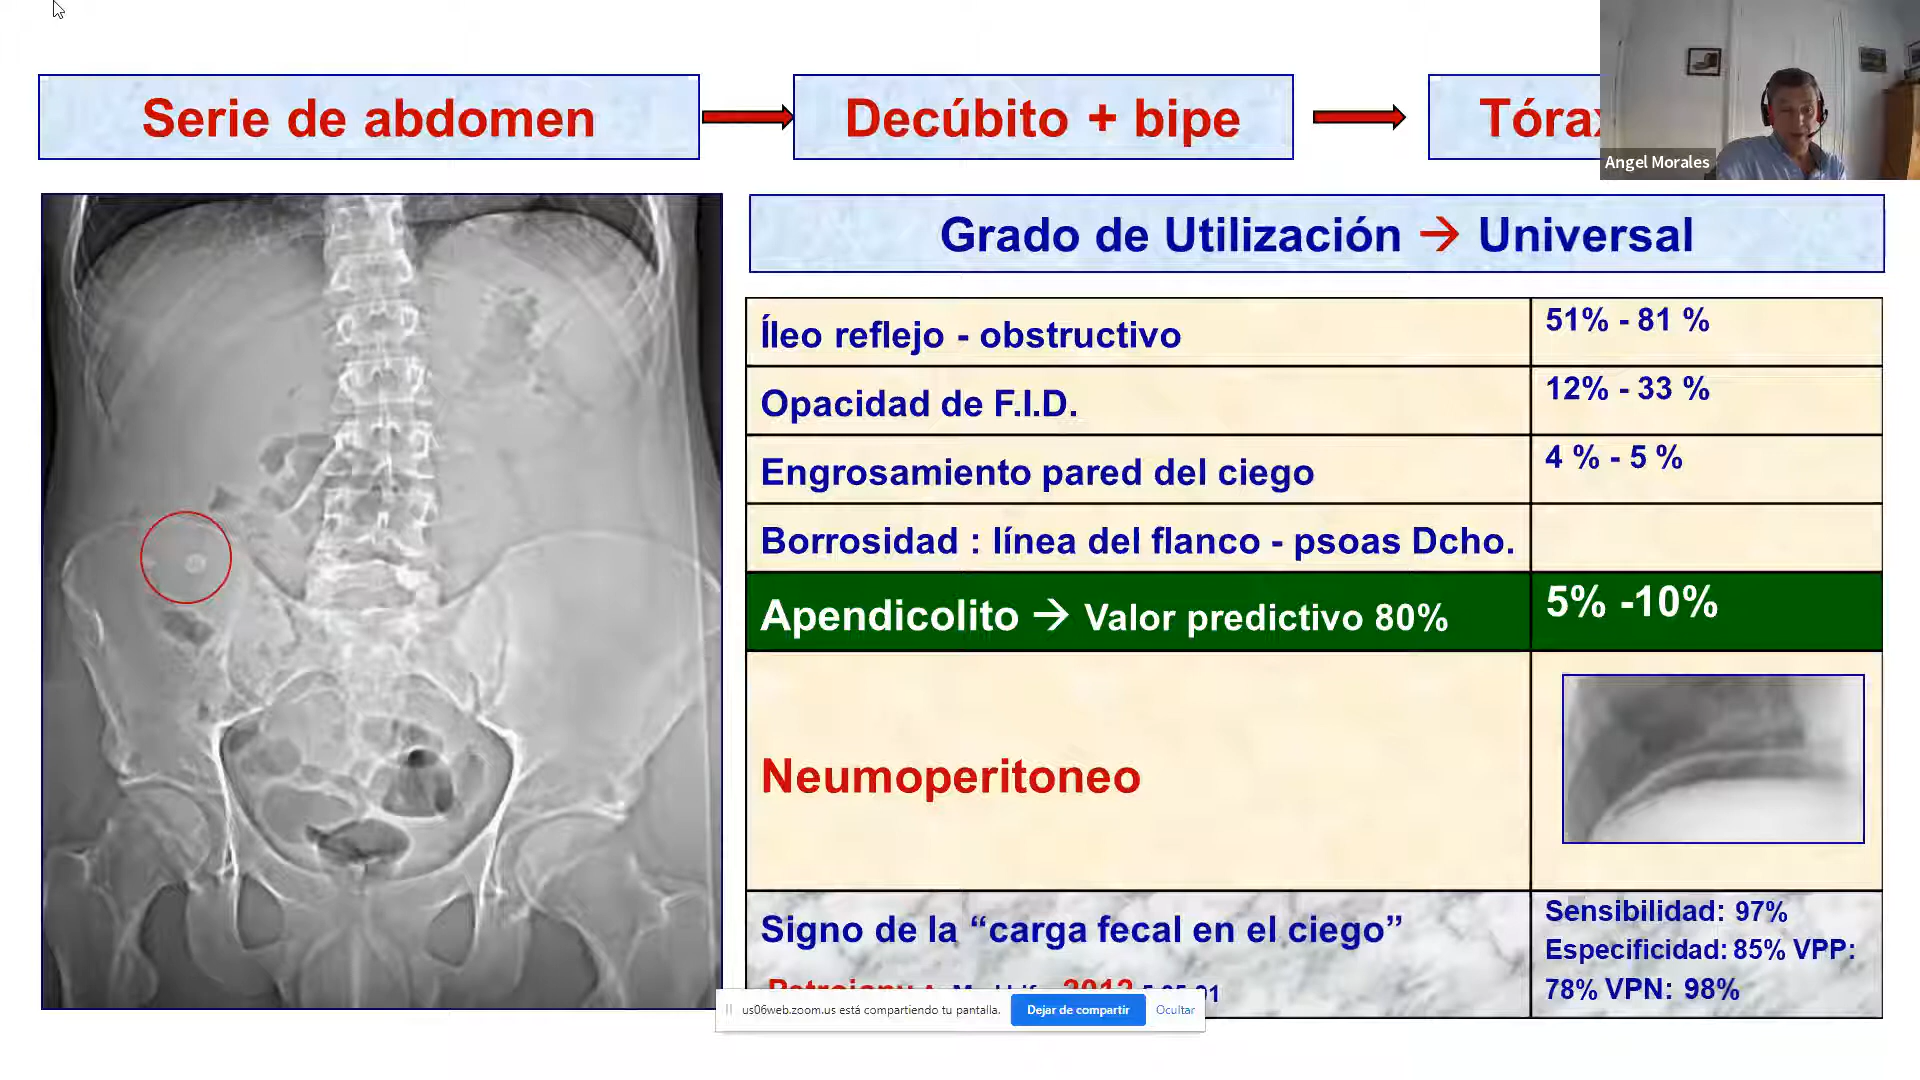 Serie de abdomen
Decúbito + bipe
Angel Morales
Grado de Utilización → Universal
Íleo reflejo - obstructivo
51% - 81 %
Opacidad de F.I.D.
12% - 33 %
Engrosamiento pared del ciego
4 % - 5 %
Borrosidad : línea del flanco - psoas Dcho.
Apendicolito → Valor predictivo 80%
5% -10%
Neumoperitoneo
Signo de la “carga fecal en el ciego”
Sensibilidad: 97%
Especificidad: 85% VPP:
78% VPN: 98%
us06web.zoom.us está compartiendo tu pantalla.
Dejar de compartir
Ocultar